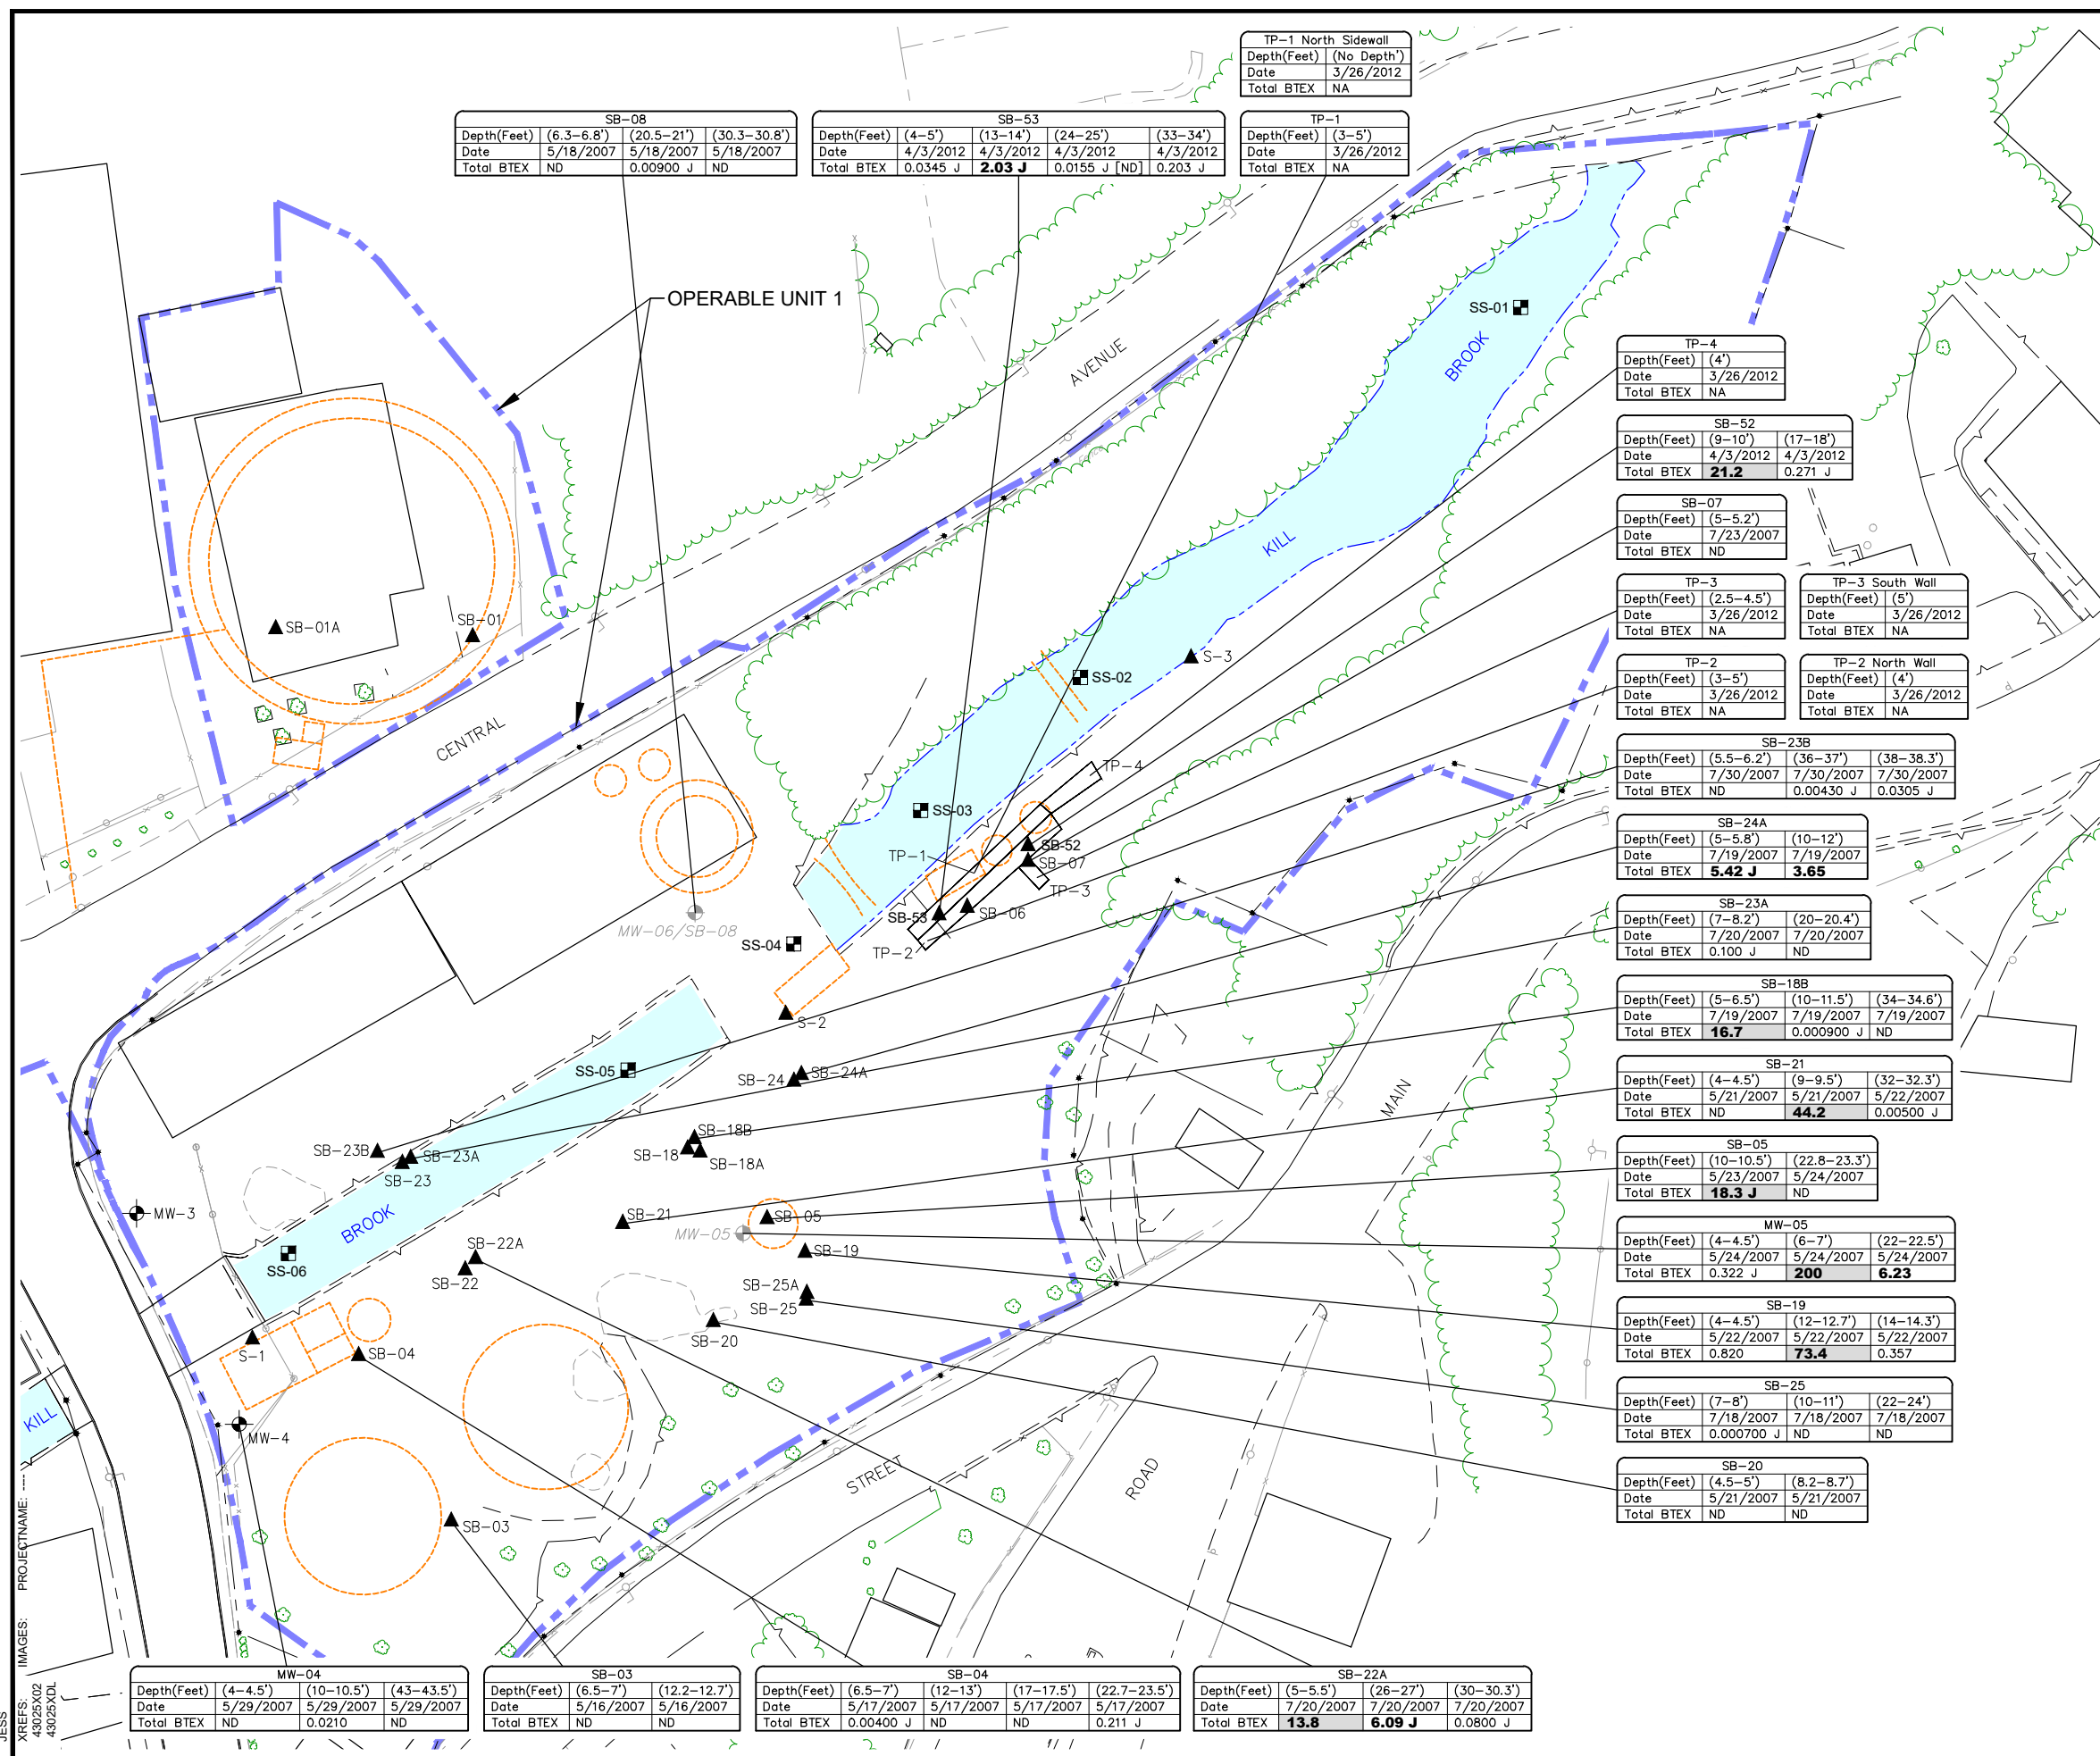 TP-1 North Sidewall
Depth(Feet) (No Depth')
Date 3/26/2012
Total BTEX NA
SB-08
Depth(Feet) (6.3-6.8') (20.5-21') (30.3-30.8')
Date 5/18/2007 5/18/2007 5/18/2007
Total BTEX ND 0.00900 J ND
SB-53
Depth(Feet) (4-5') (13-14') (24-25') (33-34')
Date 4/3/2012 4/3/2012 4/3/2012 4/3/2012
Total BTEX 0.0345 J 2.03 J 0.0155 J [ND] 0.203 J
TP-1
Depth(Feet) (3-5')
Date 3/26/2012
Total BTEX NA
OPERABLE UNIT 1
AVENUE
SS-01
BROOK
KILL
TP-4
Depth(Feet) (4')
Date 3/26/2012
Total BTEX NA
SB-52
Depth(Feet) (9-10') (17-18')
Date 4/3/2012 4/3/2012
Total BTEX 21.2 0.271 J
SB-07
Depth(Feet) (5-5.2')
Date 7/23/2007
Total BTEX ND
TP-3
Depth(Feet) (2.5-4.5')
Date 3/26/2012
Total BTEX NA
TP-3 South Wall
Depth(Feet) (5')
Date 3/26/2012
Total BTEX NA
TP-2
Depth(Feet) (3-5')
Date 3/26/2012
Total BTEX NA
TP-2 North Wall
Depth(Feet) (4')
Date 3/26/2012
Total BTEX NA
SB-23B
Depth(Feet) (5.5-6.2') (36-37') (38-38.3')
Date 7/30/2007 7/30/2007 7/30/2007
Total BTEX ND 0.00430 J 0.0305 J
SB-24A
Depth(Feet) (5-5.8') (10-12')
Date 7/19/2007 7/19/2007
Total BTEX 5.42 J 3.65
SB-23A
Depth(Feet) (7-8.2') (20-20.4')
Date 7/20/2007 7/20/2007
Total BTEX 0.100 J ND
SB-18B
Depth(Feet) (5-6.5') (10-11.5') (34-34.6')
Date 7/19/2007 7/19/2007 7/19/2007
Total BTEX 16.7 0.000900 J ND
SB-21
Depth(Feet) (4-4.5') (9-9.5') (32-32.3')
Date 5/21/2007 5/21/2007 5/22/2007
Total BTEX ND 44.2 0.00500 J
SB-05
Depth(Feet) (10-10.5') (22.8-23.3')
Date 5/23/2007 5/24/2007
Total BTEX 18.3 J ND
MW-05
Depth(Feet) (4-4.5') (6-7') (22-22.5')
Date 5/24/2007 5/24/2007 5/24/2007
Total BTEX 0.322 J 200 6.23
SB-19
Depth(Feet) (4-4.5') (12-12.7') (14-14.3')
Date 5/22/2007 5/22/2007 5/22/2007
Total BTEX 0.820 73.4 0.357
SB-25
Depth(Feet) (7-8') (10-11') (22-24')
Date 7/18/2007 7/18/2007 7/18/2007
Total BTEX 0.000700 J ND ND
SB-20
Depth(Feet) (4.5-5') (8.2-8.7')
Date 5/21/2007 5/21/2007
Total BTEX ND ND
SB-01A
SB-01
S-3
SS-02
CENTRAL
TP-4
SS-03
TP-1
SB-52
SB-07
TP-3
SB-53
SB-06
TP-2
MW-06/SB-08
SS-04
S-2
SS-05
SB-24
SB-24A
MAIN
SB-18B
SB-18
SB-18A
SB-23B
SB-23A
SB-23
MW-3
BROOK
SB-21
SB-05
MW-05
SB-19
SB-22A
SB-22
SS-06
SB-25A
SB-25
SB-20
S-1
SB-04
KILL
MW-4
STREET
ROAD
SB-03
MW-04
Depth(Feet) (4-4.5') (10-10.5') (43-43.5')
Date 5/29/2007 5/29/2007 5/29/2007
Total BTEX ND 0.0210 ND
SB-03
Depth(Feet) (6.5-7') (12.2-12.7')
Date 5/16/2007 5/16/2007
Total BTEX ND ND
SB-04
Depth(Feet) (6.5-7') (12-13') (17-17.5') (22.7-23.5')
Date 5/17/2007 5/17/2007 5/17/2007 5/17/2007
Total BTEX 0.00400 J ND ND 0.211 J
SB-22A
Depth(Feet) (5-5.5') (26-27') (30-30.3')
Date 7/20/2007 7/20/2007 7/20/2007
Total BTEX 13.8 6.09 J 0.0800 J
XREFS: IMAGES: PROJECTNAME: ----
43025X02
43025XDL